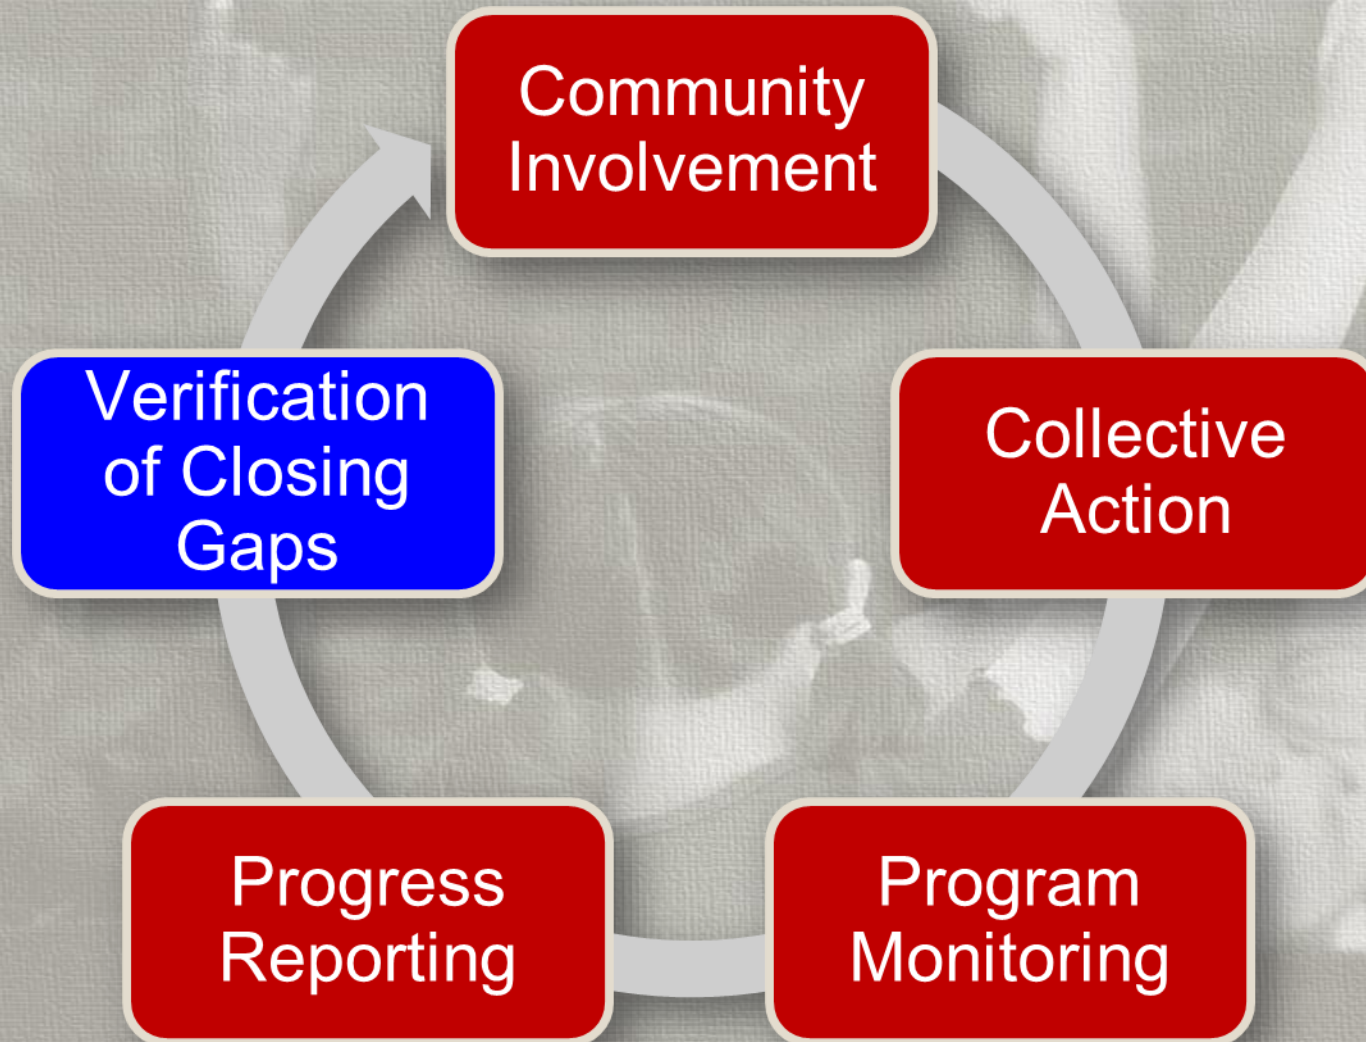 Community
Involvement
Collective
Action
Program
Monitoring
Progress
Reporting
Verification
of Closing
Gaps